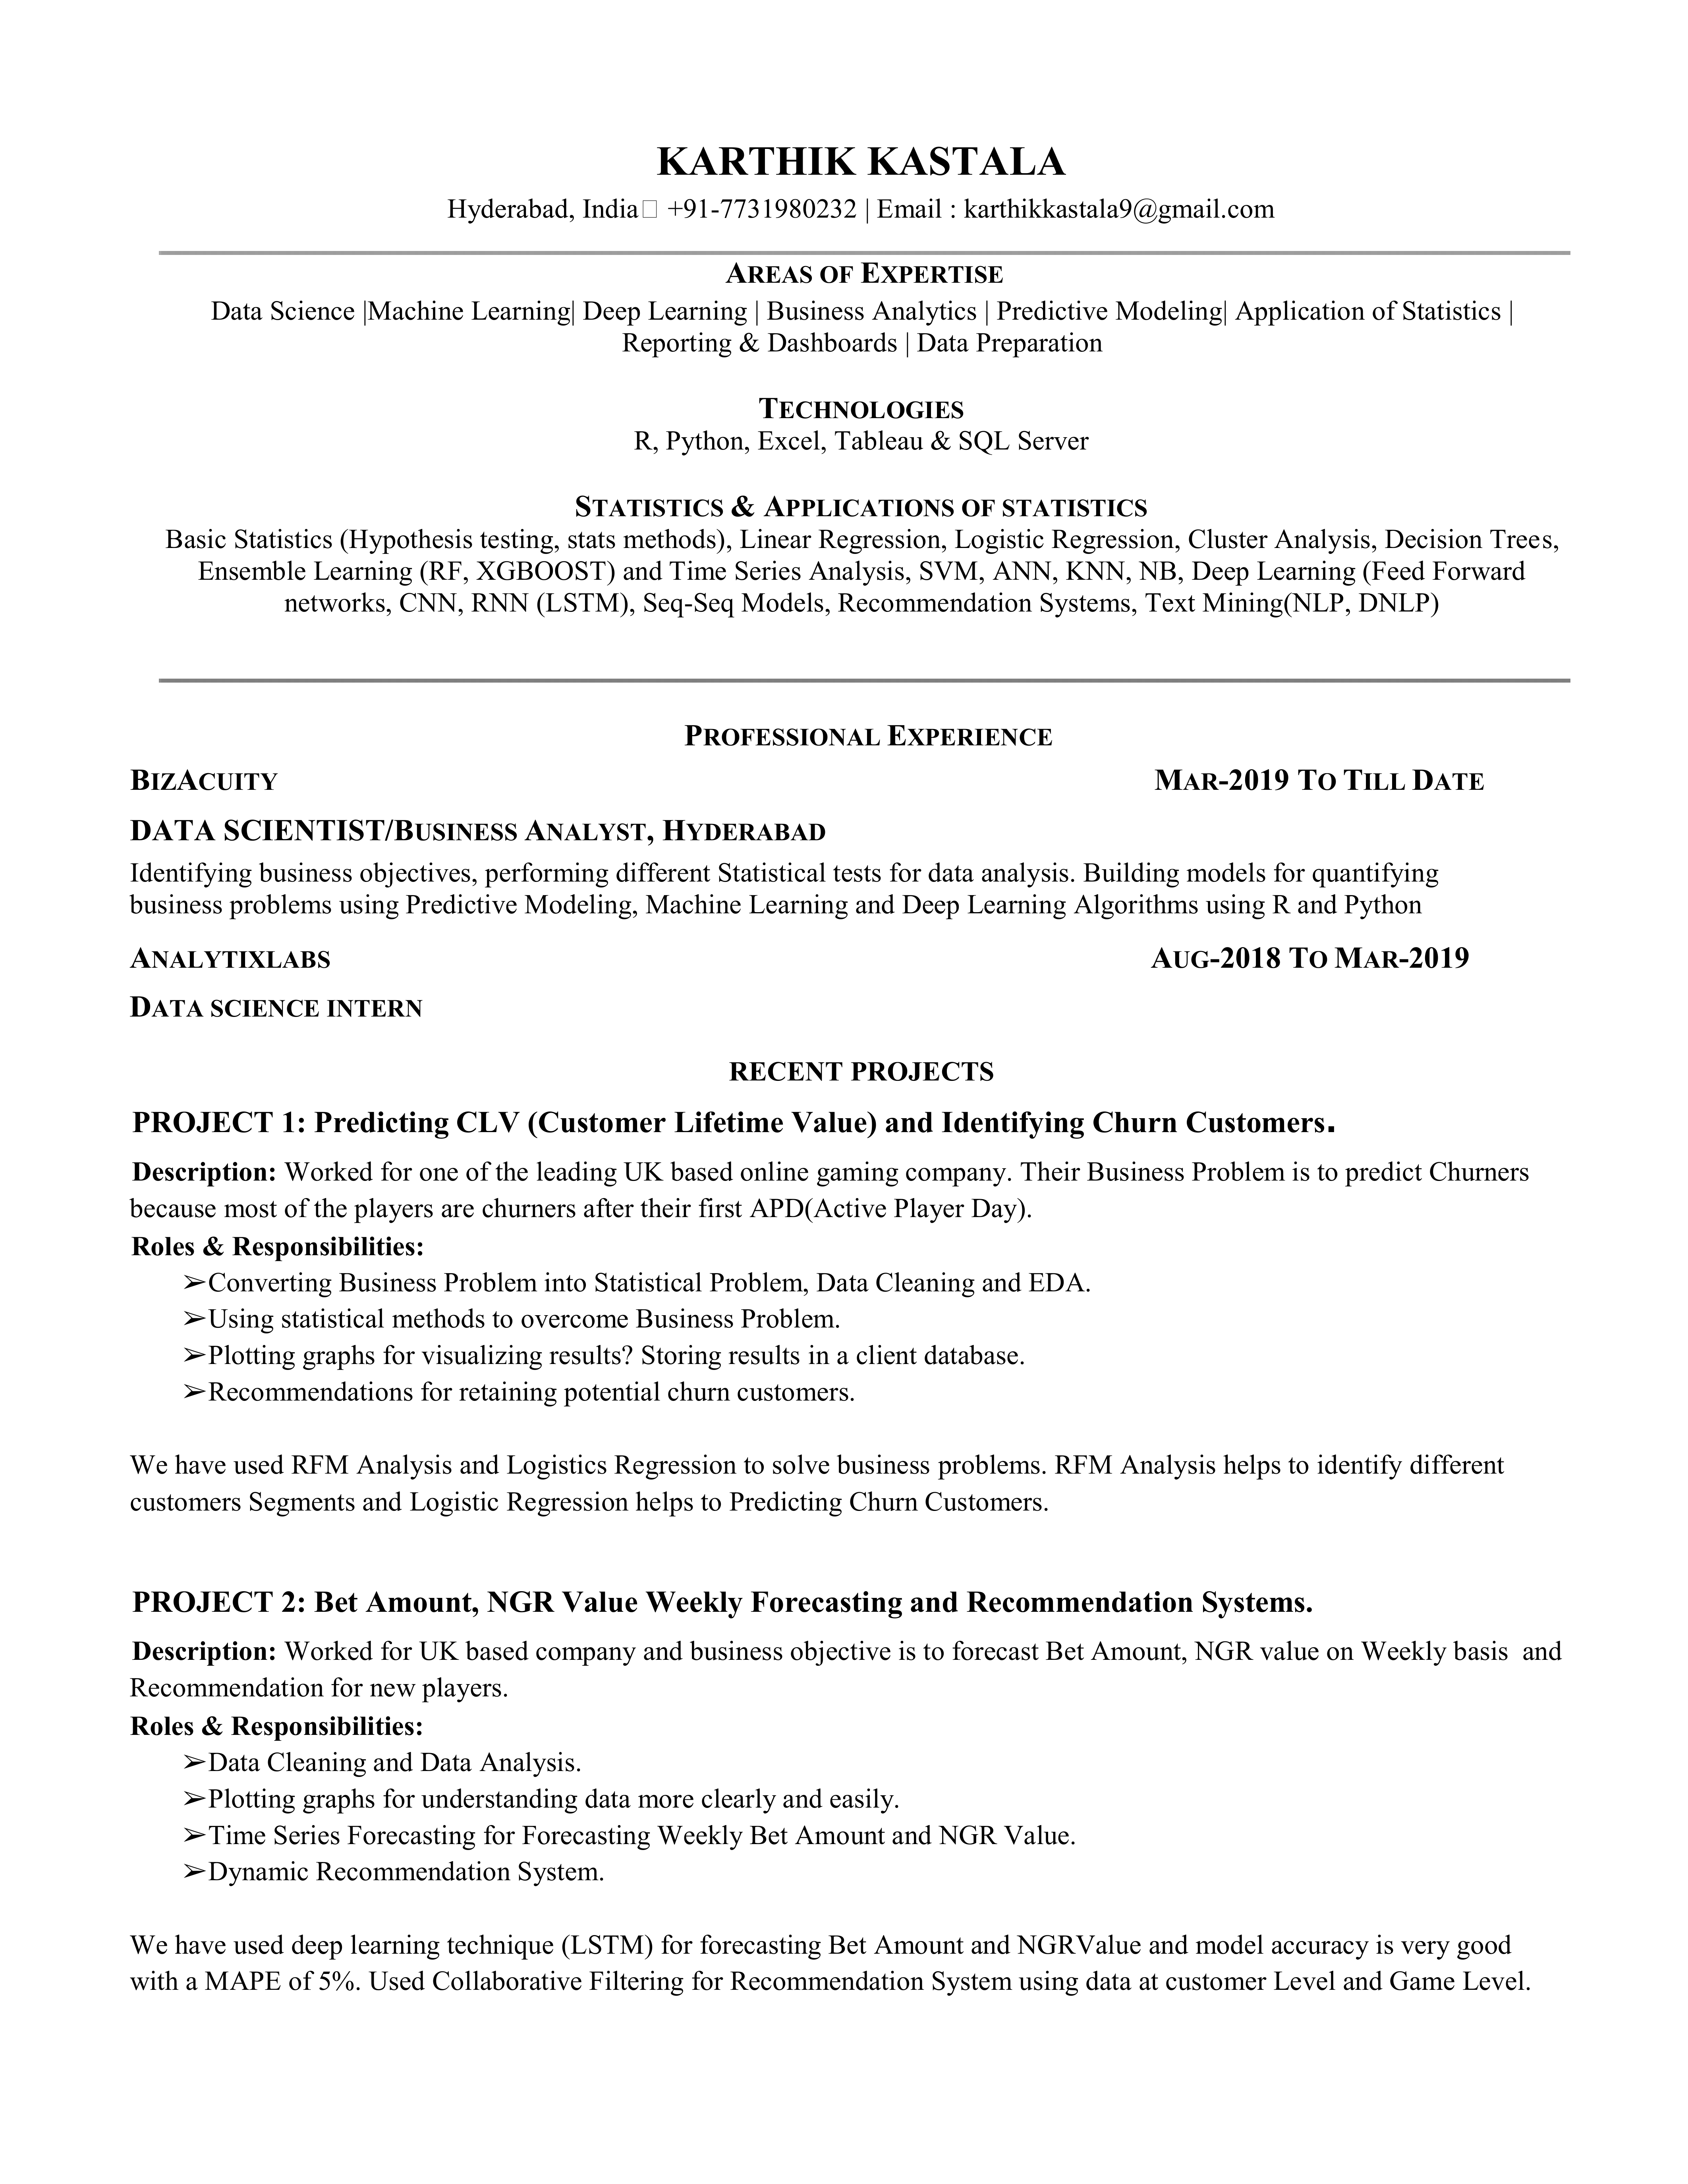 KARTHIK KASTALA
Hyderabad, India□ +91-7731980232 | Email : karthikkastala9@gmail.com
AREAS OF EXPERTISE
Data Science |Machine Learning| Deep Learning | Business Analytics | Predictive Modeling| Application of Statistics |
Reporting & Dashboards | Data Preparation
TECHNOLOGIES
R, Python, Excel, Tableau & SQL Server
STATISTICS & APPLICATIONS OF STATISTICS
Basic Statistics (Hypothesis testing, stats methods), Linear Regression, Logistic Regression, Cluster Analysis, Decision Trees,
Ensemble Learning (RF, XGBOOST) and Time Series Analysis, SVM, ANN, KNN, NB, Deep Learning (Feed Forward
networks, CNN, RNN (LSTM), Seq-Seq Models, Recommendation Systems, Text Mining(NLP, DNLP)
PROFESSIONAL EXPERIENCE
BIZACUITY MAR-2019 TO TILL DATE
DATA SCIENTIST/BUSINESS ANALYST, HYDERABAD
Identifying business objectives, performing different Statistical tests for data analysis. Building models for quantifying
business problems using Predictive Modeling, Machine Learning and Deep Learning Algorithms using R and Python
ANALYTIXLABS AUG-2018 TO MAR-2019
DATA SCIENCE INTERN
RECENT PROJECTS
PROJECT 1: Predicting CLV (Customer Lifetime Value) and Identifying Churn Customers.
Description: Worked for one of the leading UK based online gaming company. Their Business Problem is to predict Churners
because most of the players are churners after their first APD(Active Player Day).
Roles & Responsibilities:
➢Converting Business Problem into Statistical Problem, Data Cleaning and EDA.
➢Using statistical methods to overcome Business Problem.
➢Plotting graphs for visualizing results? Storing results in a client database.
➢Recommendations for retaining potential churn customers.
We have used RFM Analysis and Logistics Regression to solve business problems. RFM Analysis helps to identify different
customers Segments and Logistic Regression helps to Predicting Churn Customers.
PROJECT 2: Bet Amount, NGR Value Weekly Forecasting and Recommendation Systems.
Description: Worked for UK based company and business objective is to forecast Bet Amount, NGR value on Weekly basis  and
Recommendation for new players.
Roles & Responsibilities:
➢Data Cleaning and Data Analysis.
➢Plotting graphs for understanding data more clearly and easily.
➢Time Series Forecasting for Forecasting Weekly Bet Amount and NGR Value.
➢Dynamic Recommendation System.
We have used deep learning technique (LSTM) for forecasting Bet Amount and NGRValue and model accuracy is very good
with a MAPE of 5%. Used Collaborative Filtering for Recommendation System using data at customer Level and Game Level.